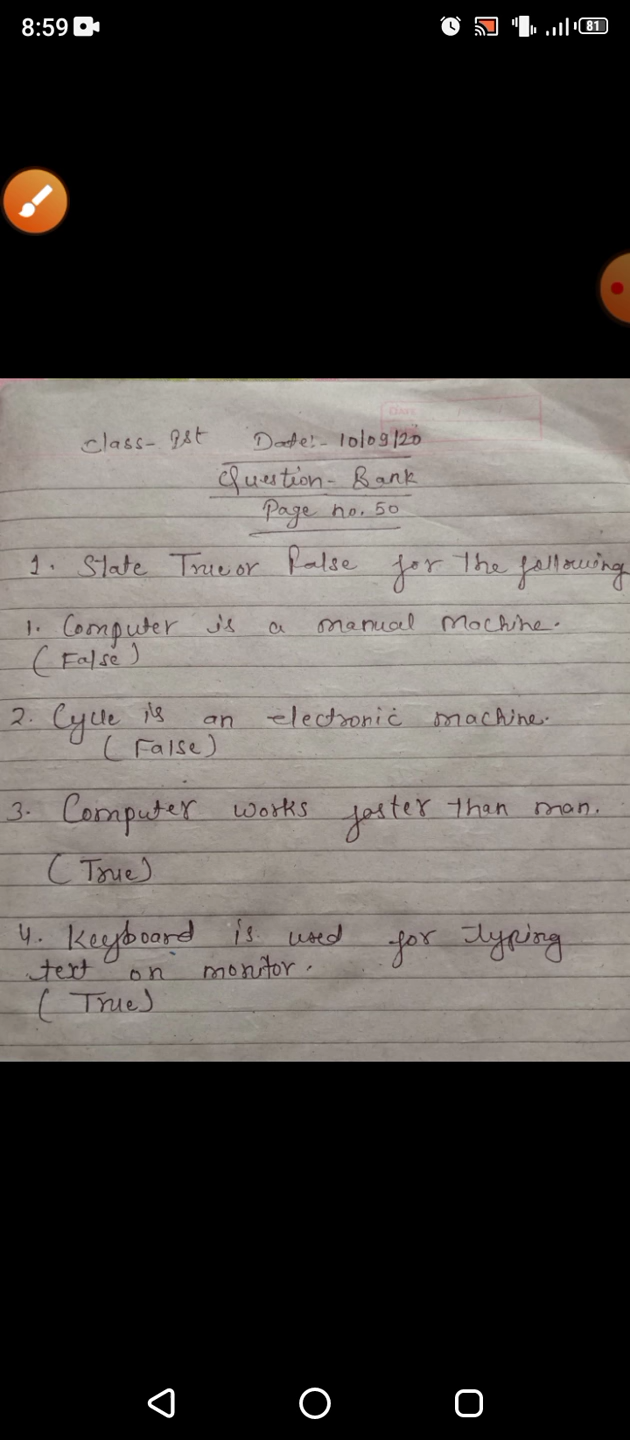 8:59
81
Class- 1st Date:- 10/09/20
Question- Bank
Page no. 50
1. State True or False for the following
1. Computer is a manual Machine.
(False)
2. Cycle is an electronic machine.
(False)
3. Computer works faster than man.
(True)
4. Keyboard is used for typing
text on monitor.
(True)